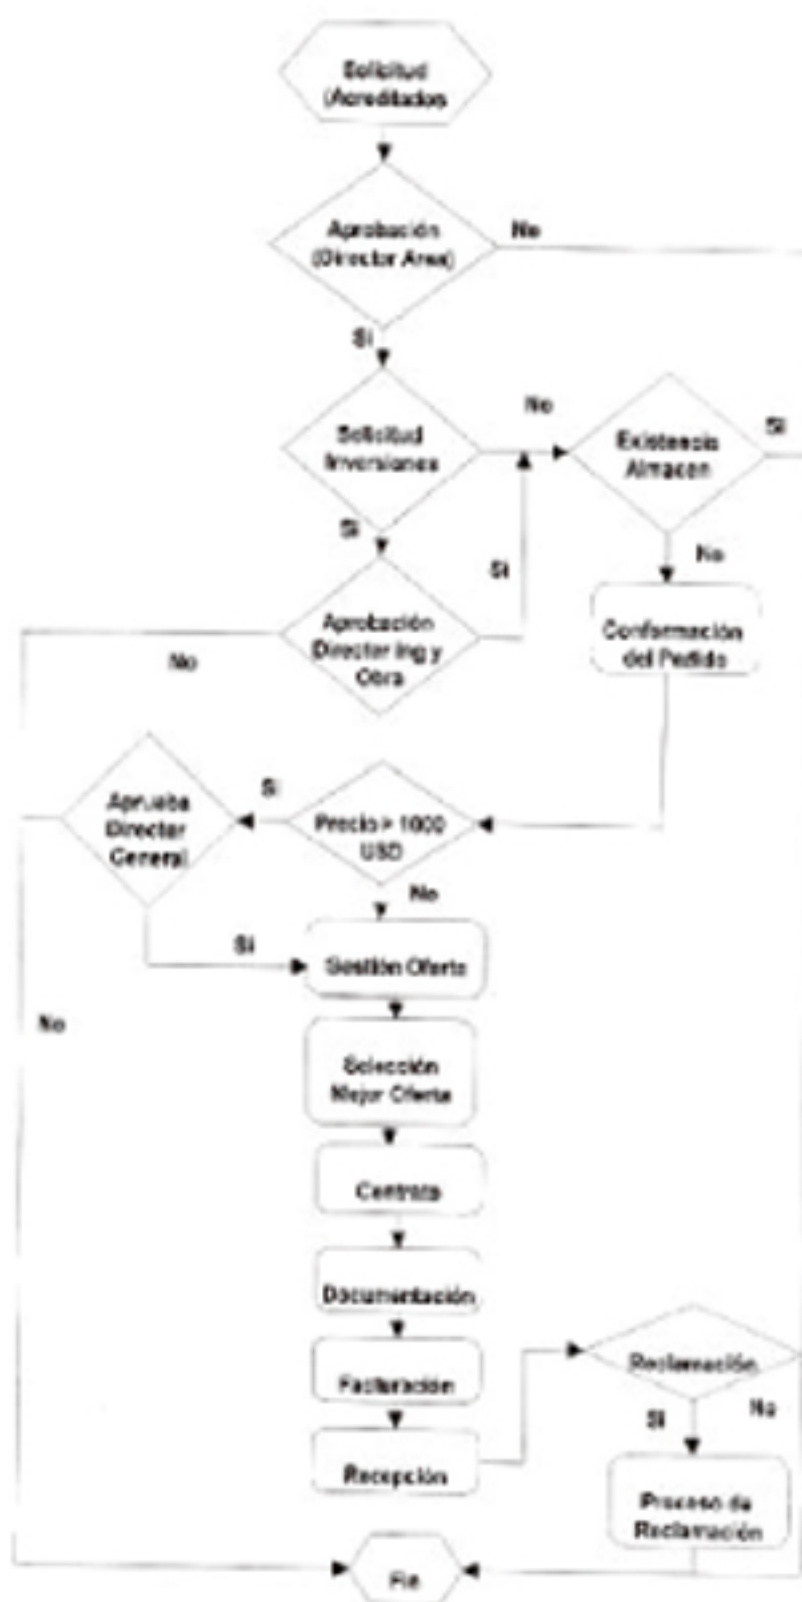 Solicitud
(Acreditador)
Aprobación
(Director Area)
No
Si
Solicitud
Inversiones
No
Existencia
Almacen
Si
Si
Si
No
Aprobación
Director Ing y
Obra
No
Conformación
del Pedido
Aprueba
Director
General
Si
Precio > 1000
USD
No
Si
Gestión Oferta
No
Selección
Mejor Oferta
Contrato
Documentación
Facturación
Reclamación
Si
No
Recepción
Proceso de
Reclamación
Fin